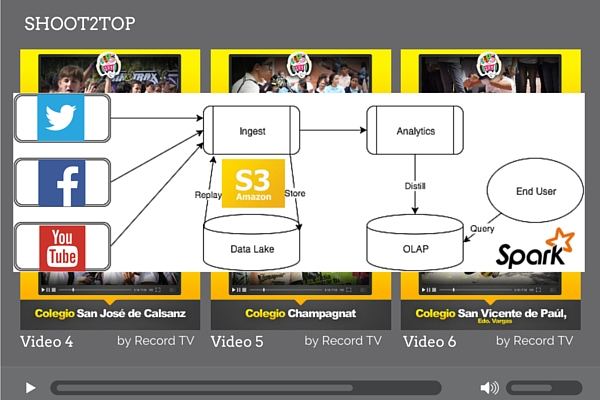 SHOOT2TOP
Ingest
Analytics
Replay
S3
Amazon
Store
Distill
End User
You
Tube
Data Lake
OLAP
Query
Spark
Colegio San José de Calsanz
Colegio Champagnat
Colegio San Vicente de Paúl,
Edo. Vargas
Video 4
by Record TV
Video 5
by Record TV
Video 6
by Record TV